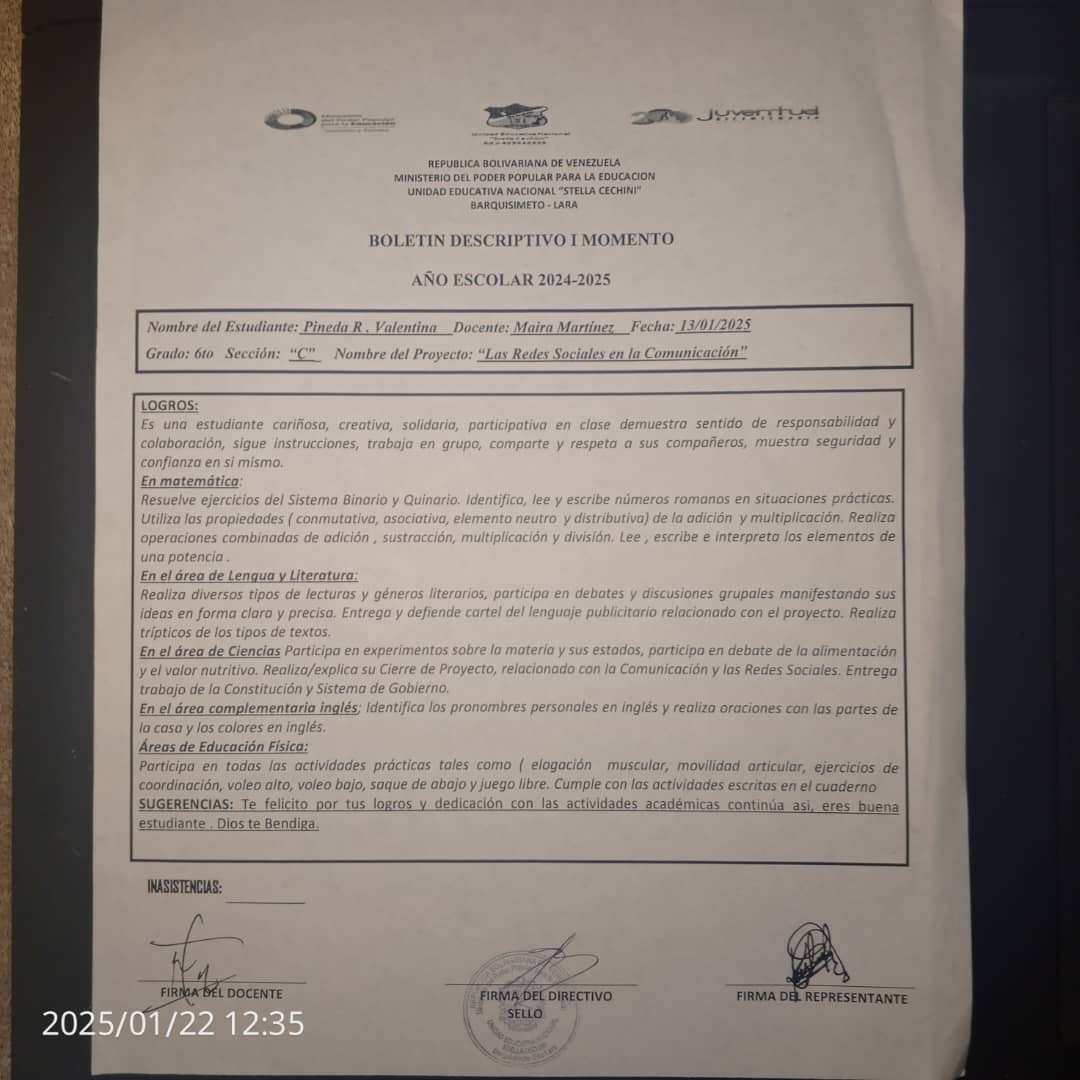 Ministerio
del Poder Popular
para la Educación
Juventud
BICENTENARIA
Unidad Educativa Nacional
"Stella Cechini"
REPUBLICA BOLIVARIANA DE VENEZUELA
MINISTERIO DEL PODER POPULAR PARA LA EDUCACION
UNIDAD EDUCATIVA NACIONAL “STELLA CECHINI”
BARQUISIMETO - LARA
BOLETIN DESCRIPTIVO I MOMENTO
AÑO ESCOLAR 2024-2025
Nombre del Estudiante: Pineda R . Valentina Docente: Maira Martínez Fecha: 13/01/2025
Grado: 6to Sección: “C” Nombre del Proyecto: “Las Redes Sociales en la Comunicación”
LOGROS:
Es una estudiante cariñosa, creativa, solidaria, participativa en clase demuestra sentido de responsabilidad y
colaboración, sigue instrucciones, trabaja en grupo, comparte y respeta a sus compañeros, muestra seguridad y
confianza en si mismo.
En matemática:
Resuelve ejercicios del Sistema Binario y Quinario. Identifica, lee y escribe números romanos en situaciones prácticas.
Utiliza las propiedades ( conmutativa, asociativa, elemento neutro y distributiva) de la adición y multiplicación. Realiza
operaciones combinadas de adición , sustracción, multiplicación y división. Lee , escribe e interpreta los elementos de
una potencia .
En el área de Lengua y Literatura:
Realiza diversos tipos de lecturas y géneros literarios, participa en debates y discusiones grupales manifestando sus
ideas en forma clara y precisa. Entrega y defiende cartel del lenguaje publicitario relacionado con el proyecto. Realiza
trípticos de los tipos de textos.
En el área de Ciencias Participa en experimentos sobre la materia y sus estados, participa en debate de la alimentación
y el valor nutritivo. Realiza/explica su Cierre de Proyecto, relacionado con la Comunicación y las Redes Sociales. Entrega
trabajo de la Constitución y Sistema de Gobierno.
En el área complementaria inglés; Identifica los pronombres personales en inglés y realiza oraciones con las partes de
la casa y los colores en inglés.
Áreas de Educación Física:
Participa en todas las actividades prácticas tales como ( elogación muscular, movilidad articular, ejercicios de
coordinación, voleo alto, voleo bajo, saque de abajo y juego libre. Cumple con las actividades escritas en el cuaderno
SUGERENCIAS: Te felicito por tus logros y dedicación con las actividades académicas continúa asi, eres buena
estudiante . Dios te Bendiga.
INASISTENCIAS:
FIRMA DEL DOCENTE
FIRMA DEL DIRECTIVO
SELLO
FIRMA DEL REPRESENTANTE
2025/01/22 12:35